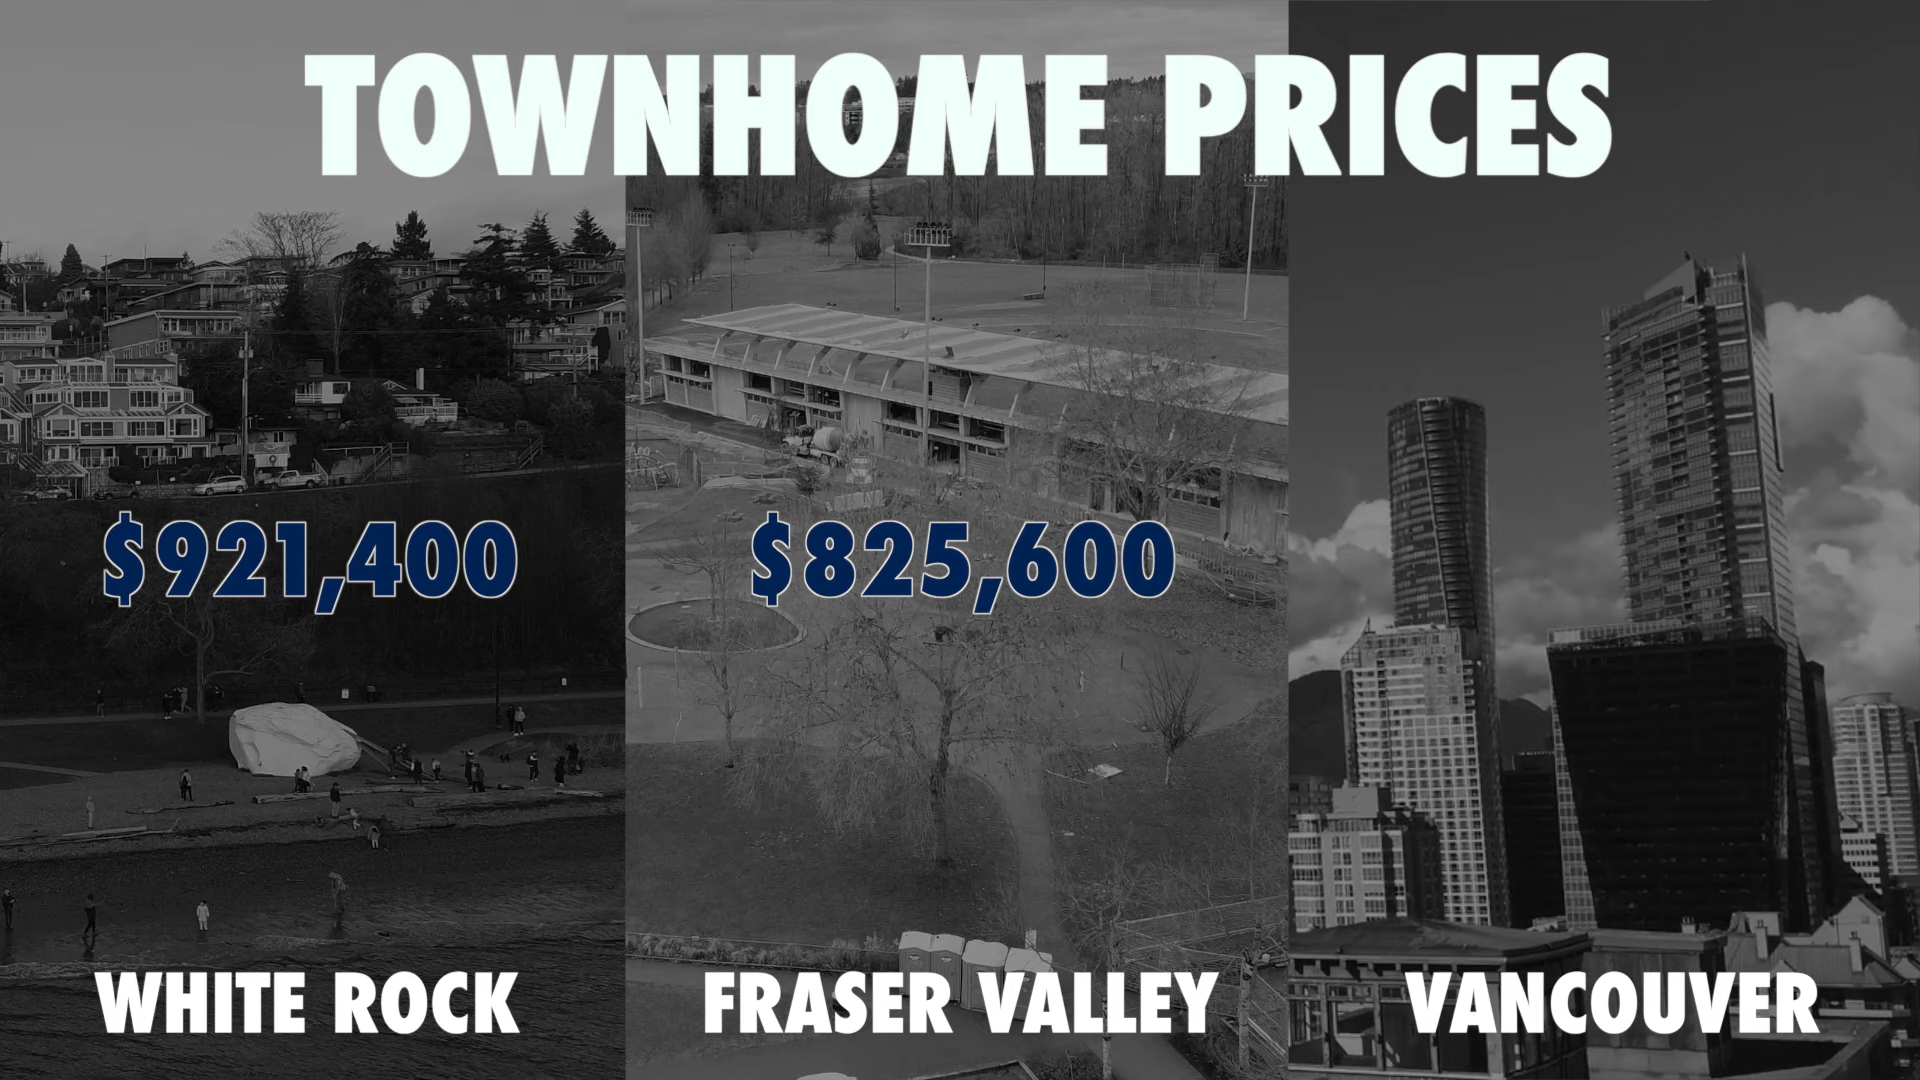 TOWNHOME PRICES
$921,400
$825,600
WHITE ROCK
FRASER VALLEY
VANCOUVER